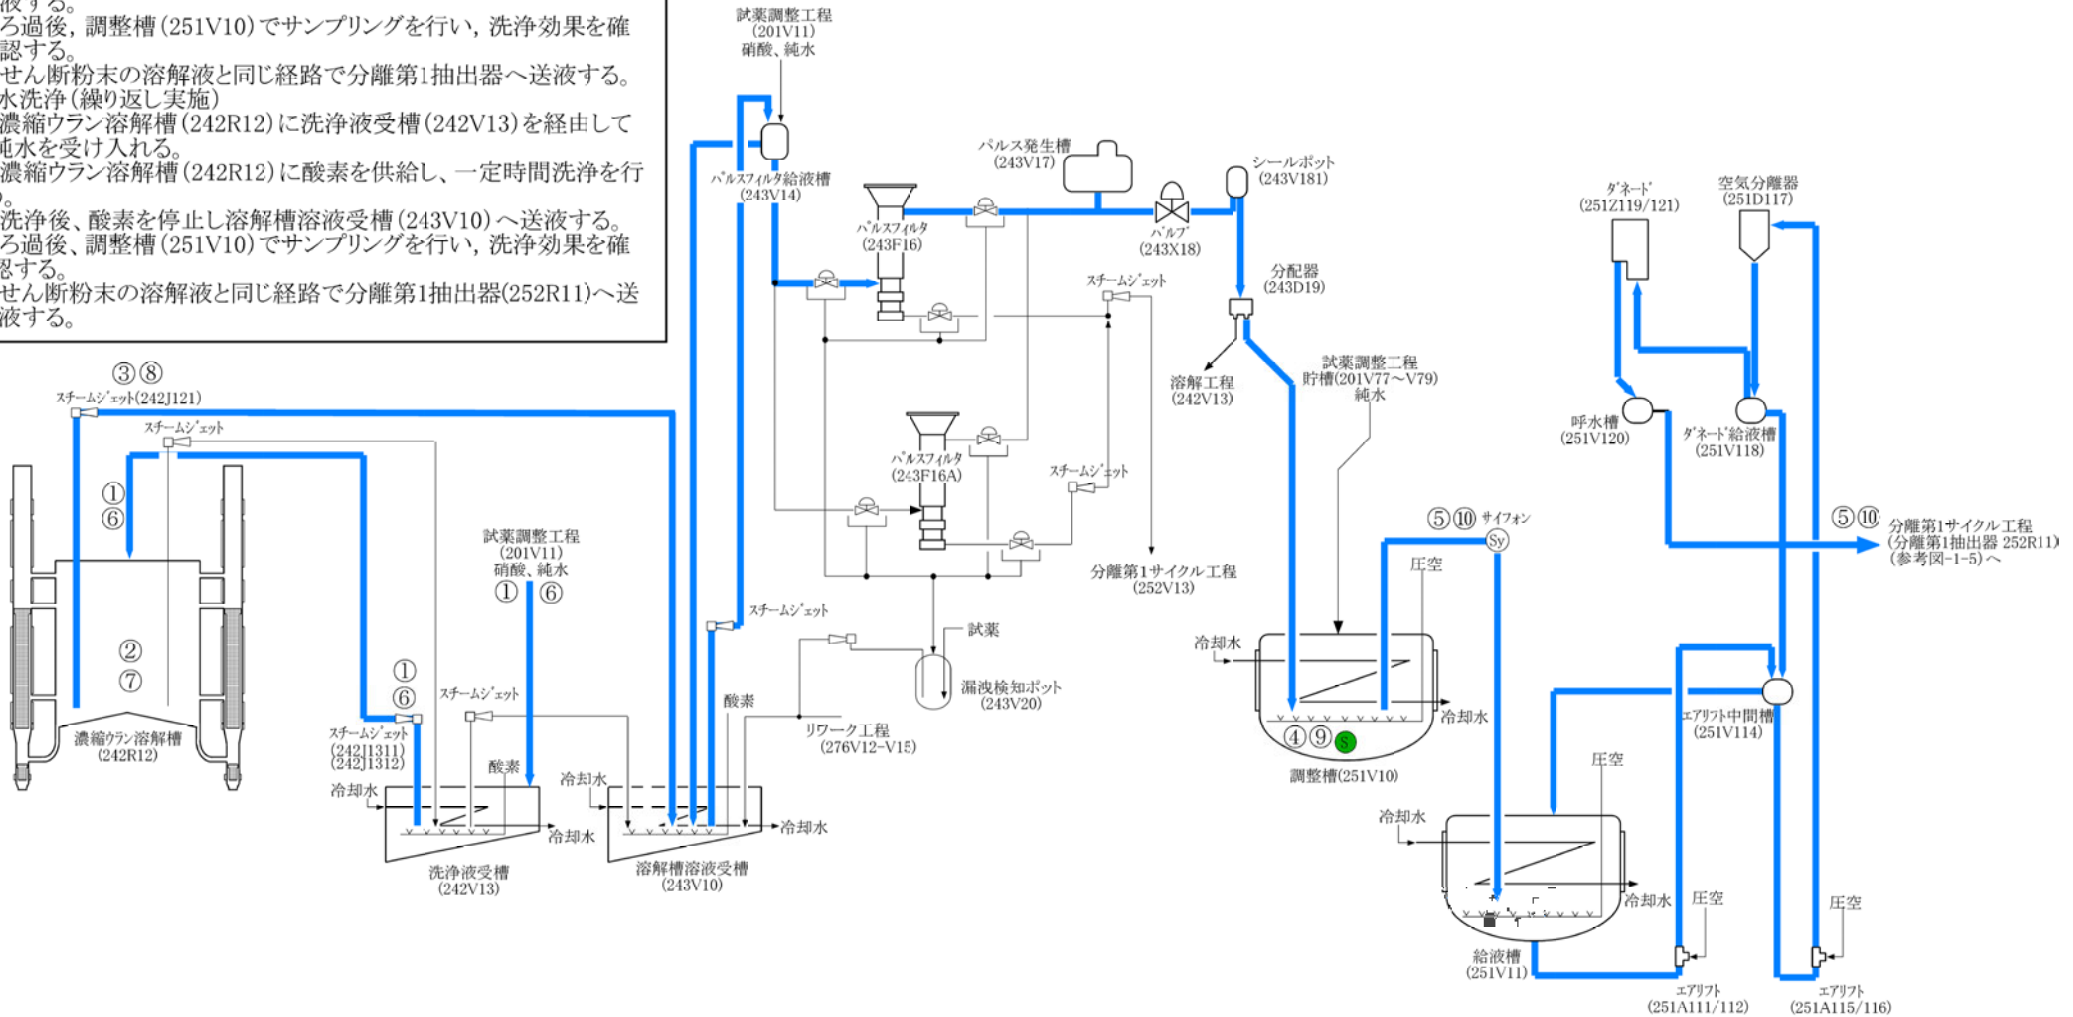 液する。
ろ過後，調整槽(251V10)でサンプリングを行い，洗浄効果を確
認する。
せん断粉末の溶解液と同じ経路で分離第1抽出器へ送液する。
水洗浄（繰り返し実施）
濃縮ウラン溶解槽(242R12)に洗浄液受槽(242V13)を経由して
純水を受け入れる。
濃縮ウラン溶解槽(242R12)に酸素を供給し、一定時間洗浄を行
洗浄後、酸素を停止し溶解槽溶液受槽(243V10)へ送液する。
ろ過後、調整槽(251V10)でサンプリングを行い，洗浄効果を確
認する。
せん断粉末の溶解液と同じ経路で分離第1抽出器(252R11)へ送
液する。
試薬調整工程
(201V11)
硝酸、純水
パルスフィルタ給液槽
(243V14)
パルスフィルタ
(243F16)
パルス発生槽
(243V17)
バルブ
(243X18)
シールポット
(243V181)
分配器
(243D19)
溶解工程
(242V13)
スチームジェット
パルスフィルタ
(243F16A)
スチームジェット
分離第1サイクル工程
(252V13)
試薬調整工程
貯槽(201V77～V79)
純水
ダネード
(251Z119/121)
空気分離器
(251D117)
呼水槽
(251V120)
ダネード給液槽
(251V118)
⑤⑩
分離第1サイクル工程
(分離第1抽出器 252R11)
(参考図-1-5)へ
③⑧
スチームジェット(242J121)
スチームジェット
①
⑥
②
⑦
濃縮ウラン溶解槽
(242R12)
試薬調整工程
(201V11)
硝酸、純水
① ⑥
①
⑥
スチームジェット
(242J1311)
(242J1312)
スチームジェット
酸素
冷却水
冷却水
洗浄液受槽
(242V13)
スチームジェット
酸素
冷却水
冷却水
溶解槽溶液受槽
(243V10)
リワーク工程
(276V12-V15)
試薬
漏洩検知ポット
(243V20)
⑤⑩ サイフォン
Sy
圧空
冷却水
冷却水
④⑨ S
調整槽(251V10)
エアリフト中間槽
(251V114)
圧空
冷却水
冷却水
給液槽
(251V11)
圧空
エアリフト
(251A111/112)
圧空
エアリフト
(251A115/116)